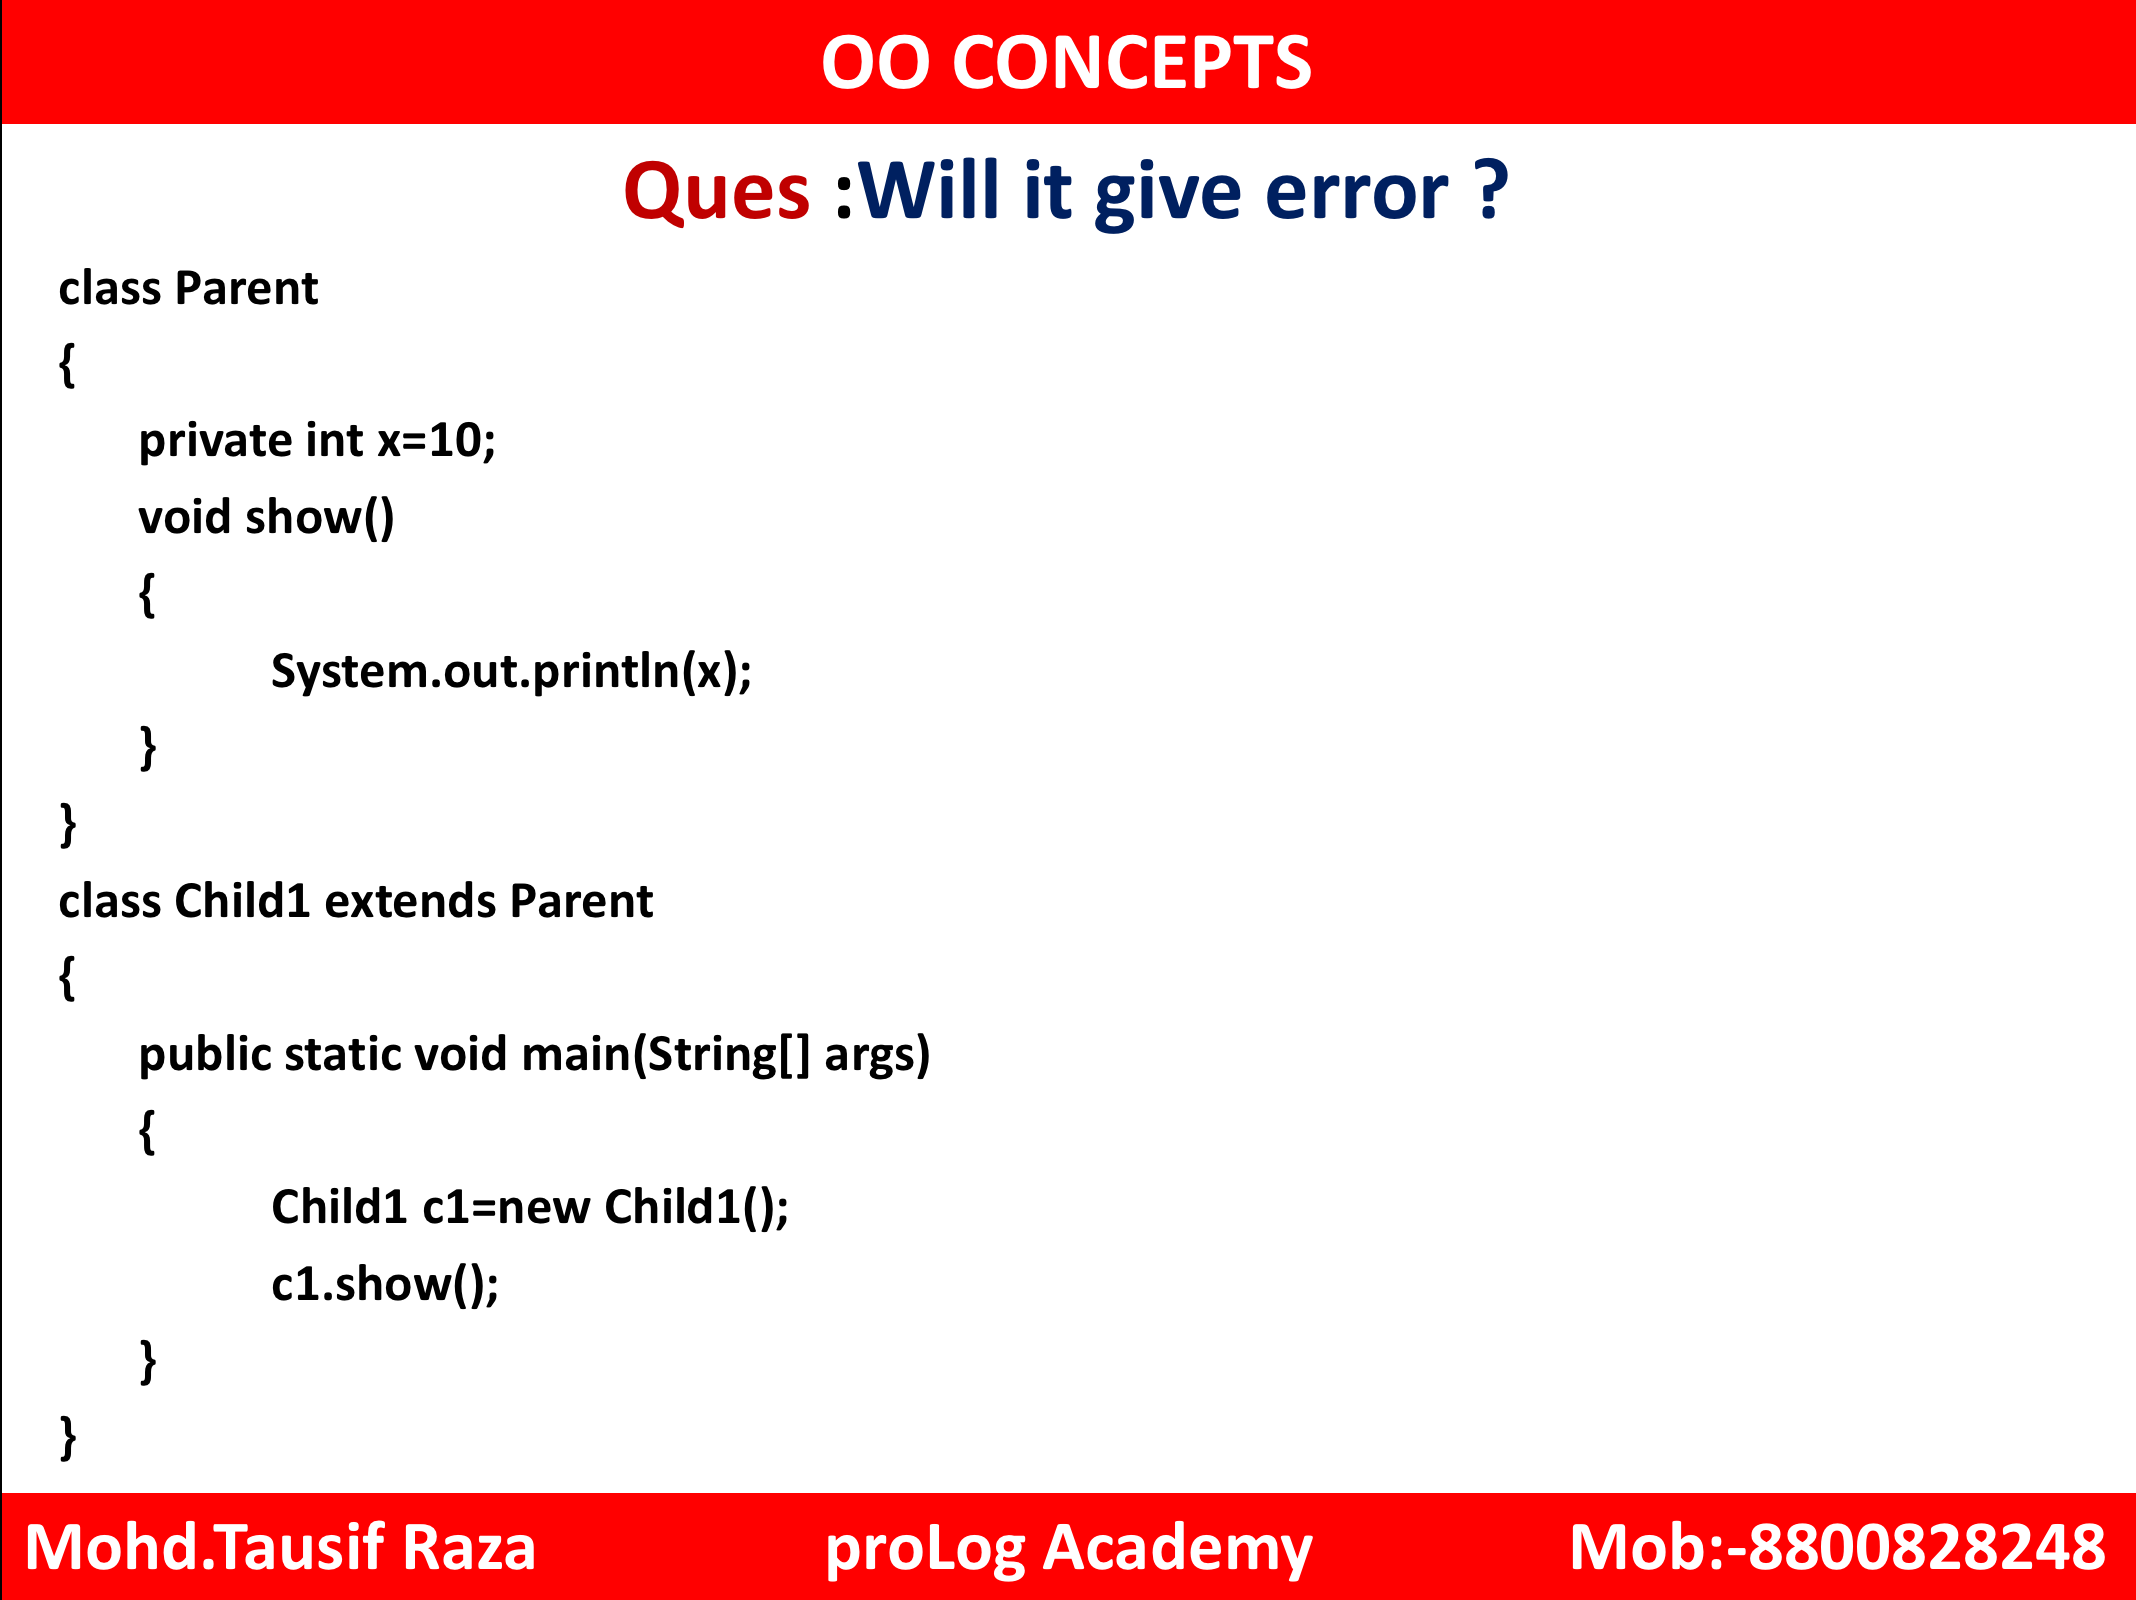 OO CONCEPTS
Ques :Will it give error ?
class Parent
{
private int x=10;
void show()
{
System.out.println(x);
}
}
class Child1 extends Parent
{
public static void main(String[] args)
{
Child1 c1=new Child1();
c1.show();
}
}
Mohd.Tausif Raza proLog Academy Mob:-8800828248